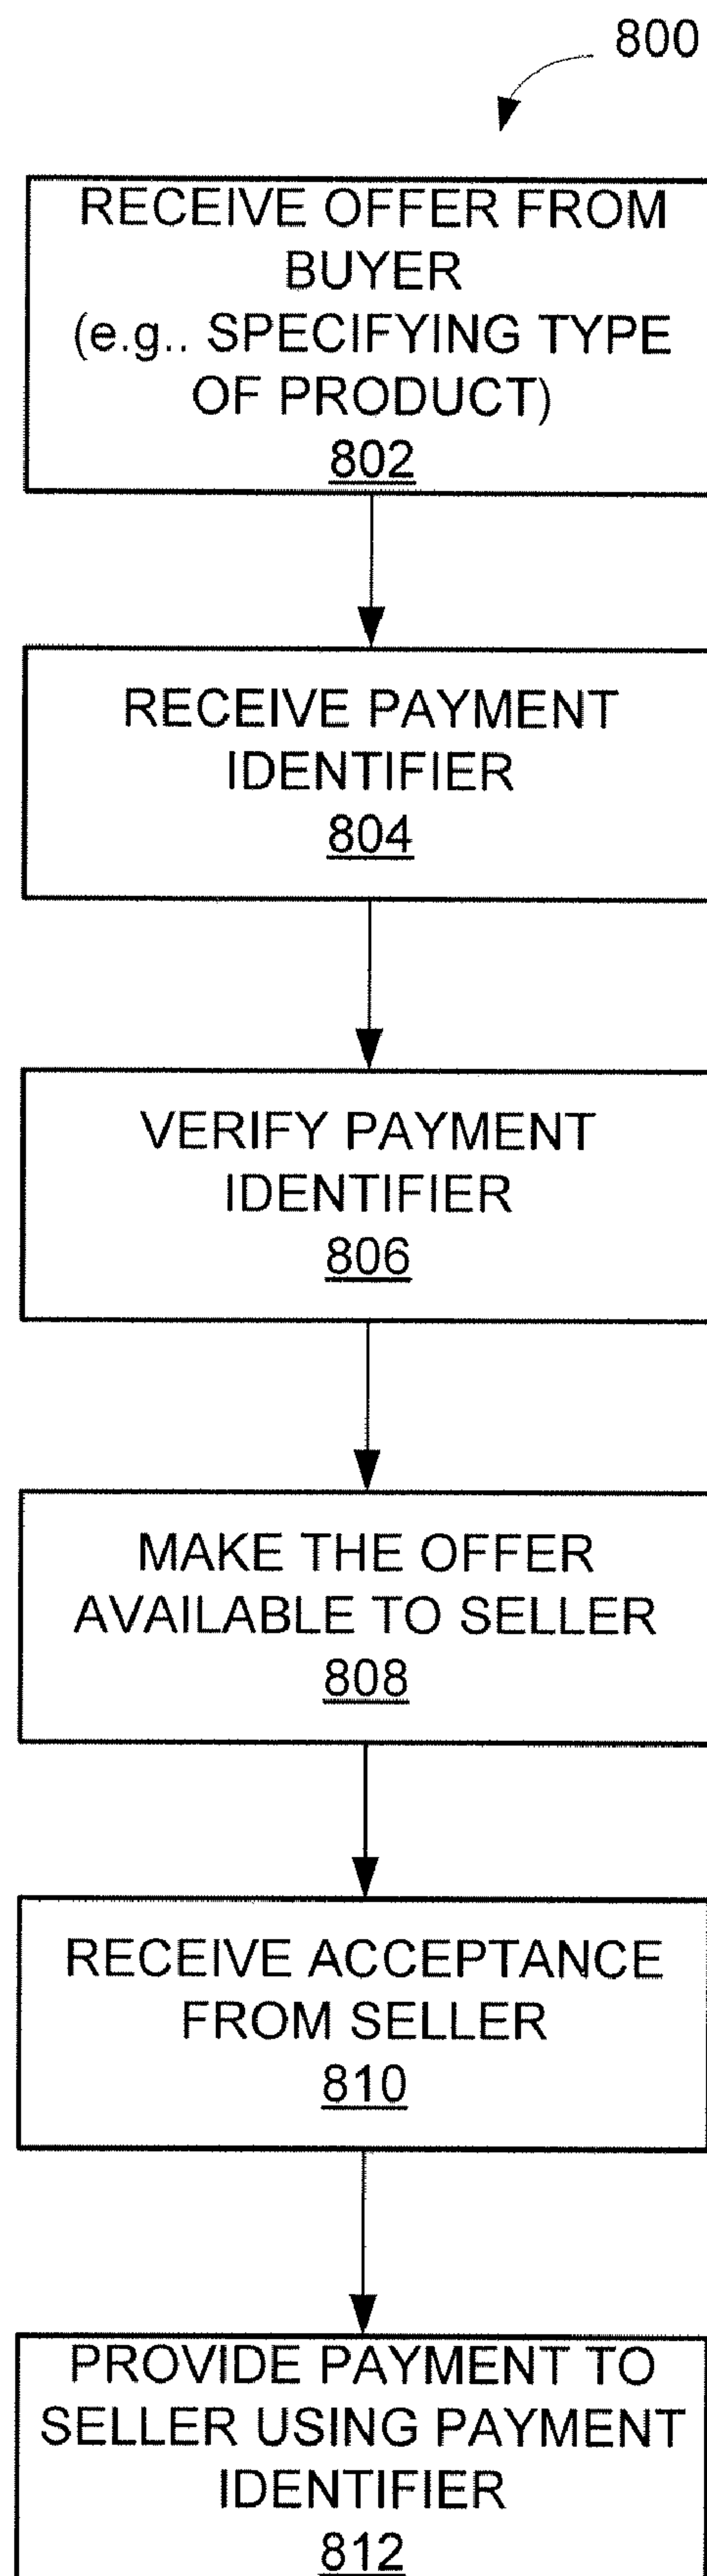 800
RECEIVE OFFER FROM
BUYER
(e.g.. SPECIFYING TYPE
OF PRODUCT)
802
RECEIVE PAYMENT
IDENTIFIER
804
VERIFY PAYMENT
IDENTIFIER
806
MAKE THE OFFER
AVAILABLE TO SELLER
808
RECEIVE ACCEPTANCE
FROM SELLER
810
PROVIDE PAYMENT TO
SELLER USING PAYMENT
IDENTIFIER
812